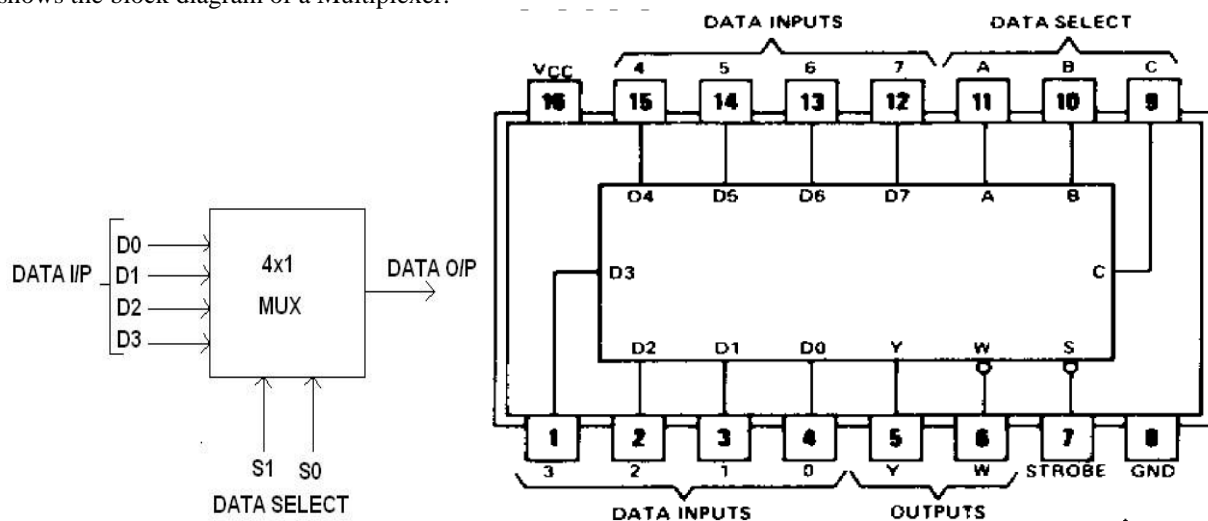 shows the block diagram of a Multiplexer.
DATA I/P
D0
D1
D2
D3
4x1
MUX
DATA O/P
S1 S0
DATA SELECT
DATA INPUTS DATA SELECT
VCC 4 5 6 7 A B C
16 15 14 13 12 11 10 9
D4 D5 D6 D7 A B
D3 C
D2 D1 D0 Y W S
1 2 3 4 5 6 7 8
3 2 1 0 Y W STROBE GND
DATA INPUTS OUTPUTS